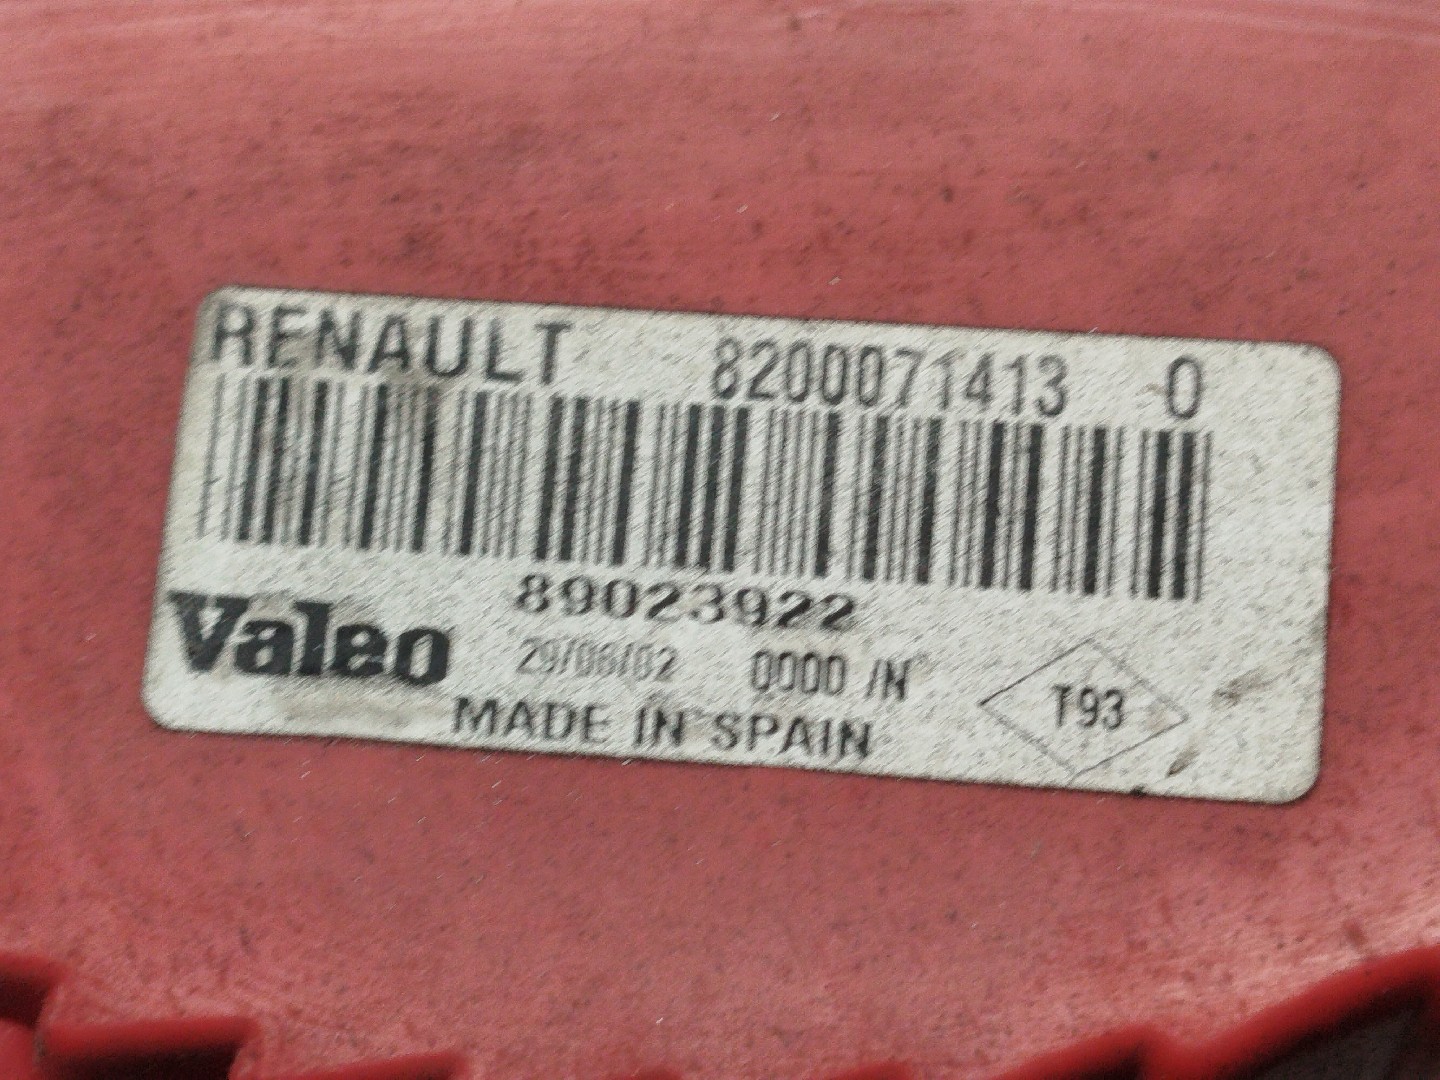 RENAULT 8200071413 0
89023922
Valeo 29/08/02 0000 /N
MADE IN SPAIN
T93